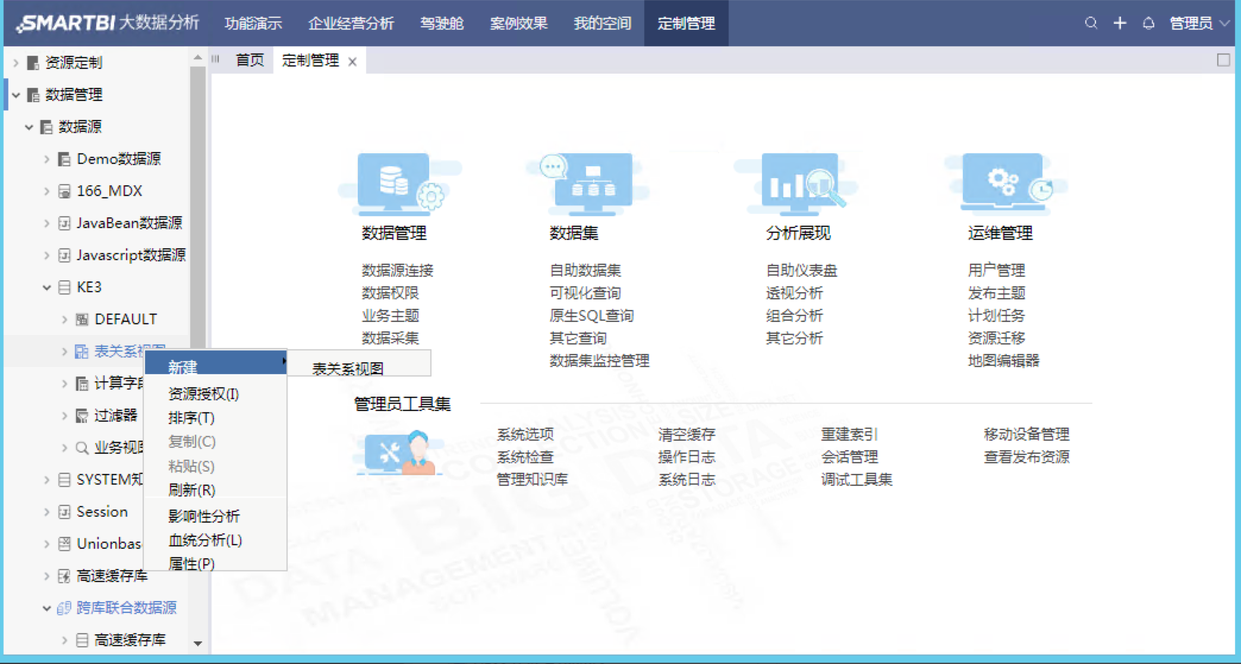 SMARTBI 大数据分析 功能演示 企业经营分析 驾驶舱 案例效果 我的空间 定制管理 管理员
首页 定制管理
资源定制
数据管理
数据源
Demo数据源
166_MDX
JavaBean数据源
Javascript数据源
KE3
DEFAULT
表关系视图
计算字段
过滤器
SYSTEM知
Session
高速缓存库
跨库联合数据源
高速缓存库
新建
资源授权(I)
排序(T)
复制(C)
粘贴(S)
刷新(R)
影响性分析
血统分析(L)
属性(P)
表关系视图
数据管理
数据源连接
数据权限
业务主题
数据采集
数据集
自助数据集
可视化查询
原生SQL查询
其它查询
数据集监控管理
分析展现
自助仪表盘
透视分析
组合分析
其它分析
运维管理
用户管理
发布主题
计划任务
资源迁移
地图编辑器
管理员工具集
系统选项 清空缓存 重建索引 移动设备管理
系统检查 操作日志 会话管理 查看发布资源
管理知识库 系统日志 调试工具集
DATA
BIG
MANAGEMENT
STORAGE
SIZE